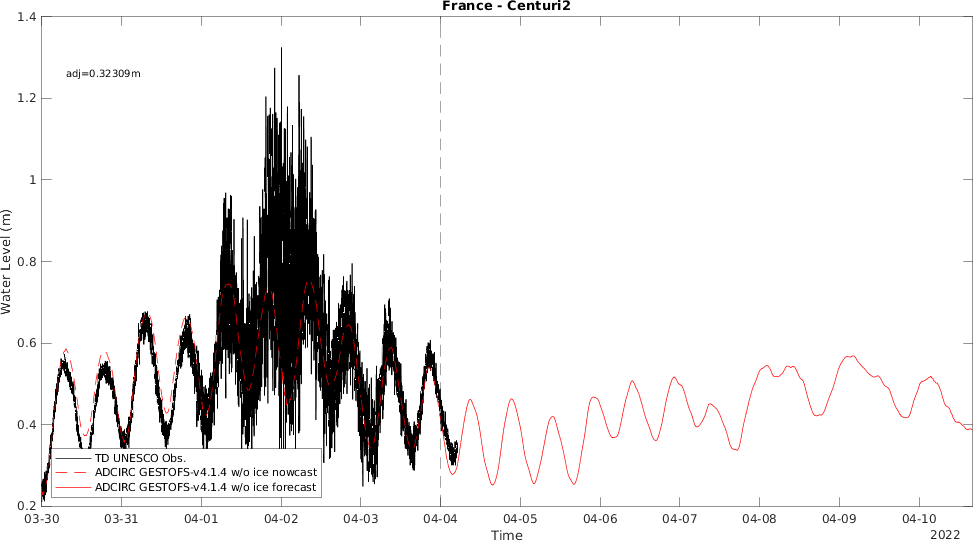 France - Centuri2
adj=0.32309m
Water Level (m)
1.4
1.2
1
0.8
0.6
0.4
0.2
TD UNESCO Obs.
ADCIRC GESTOFS-v4.1.4 w/o ice nowcast
ADCIRC GESTOFS-v4.1.4 w/o ice forecast
03-30 03-31 04-01 04-02 04-03 04-04 04-05 04-06 04-07 04-08 04-09 04-10
Time
2022